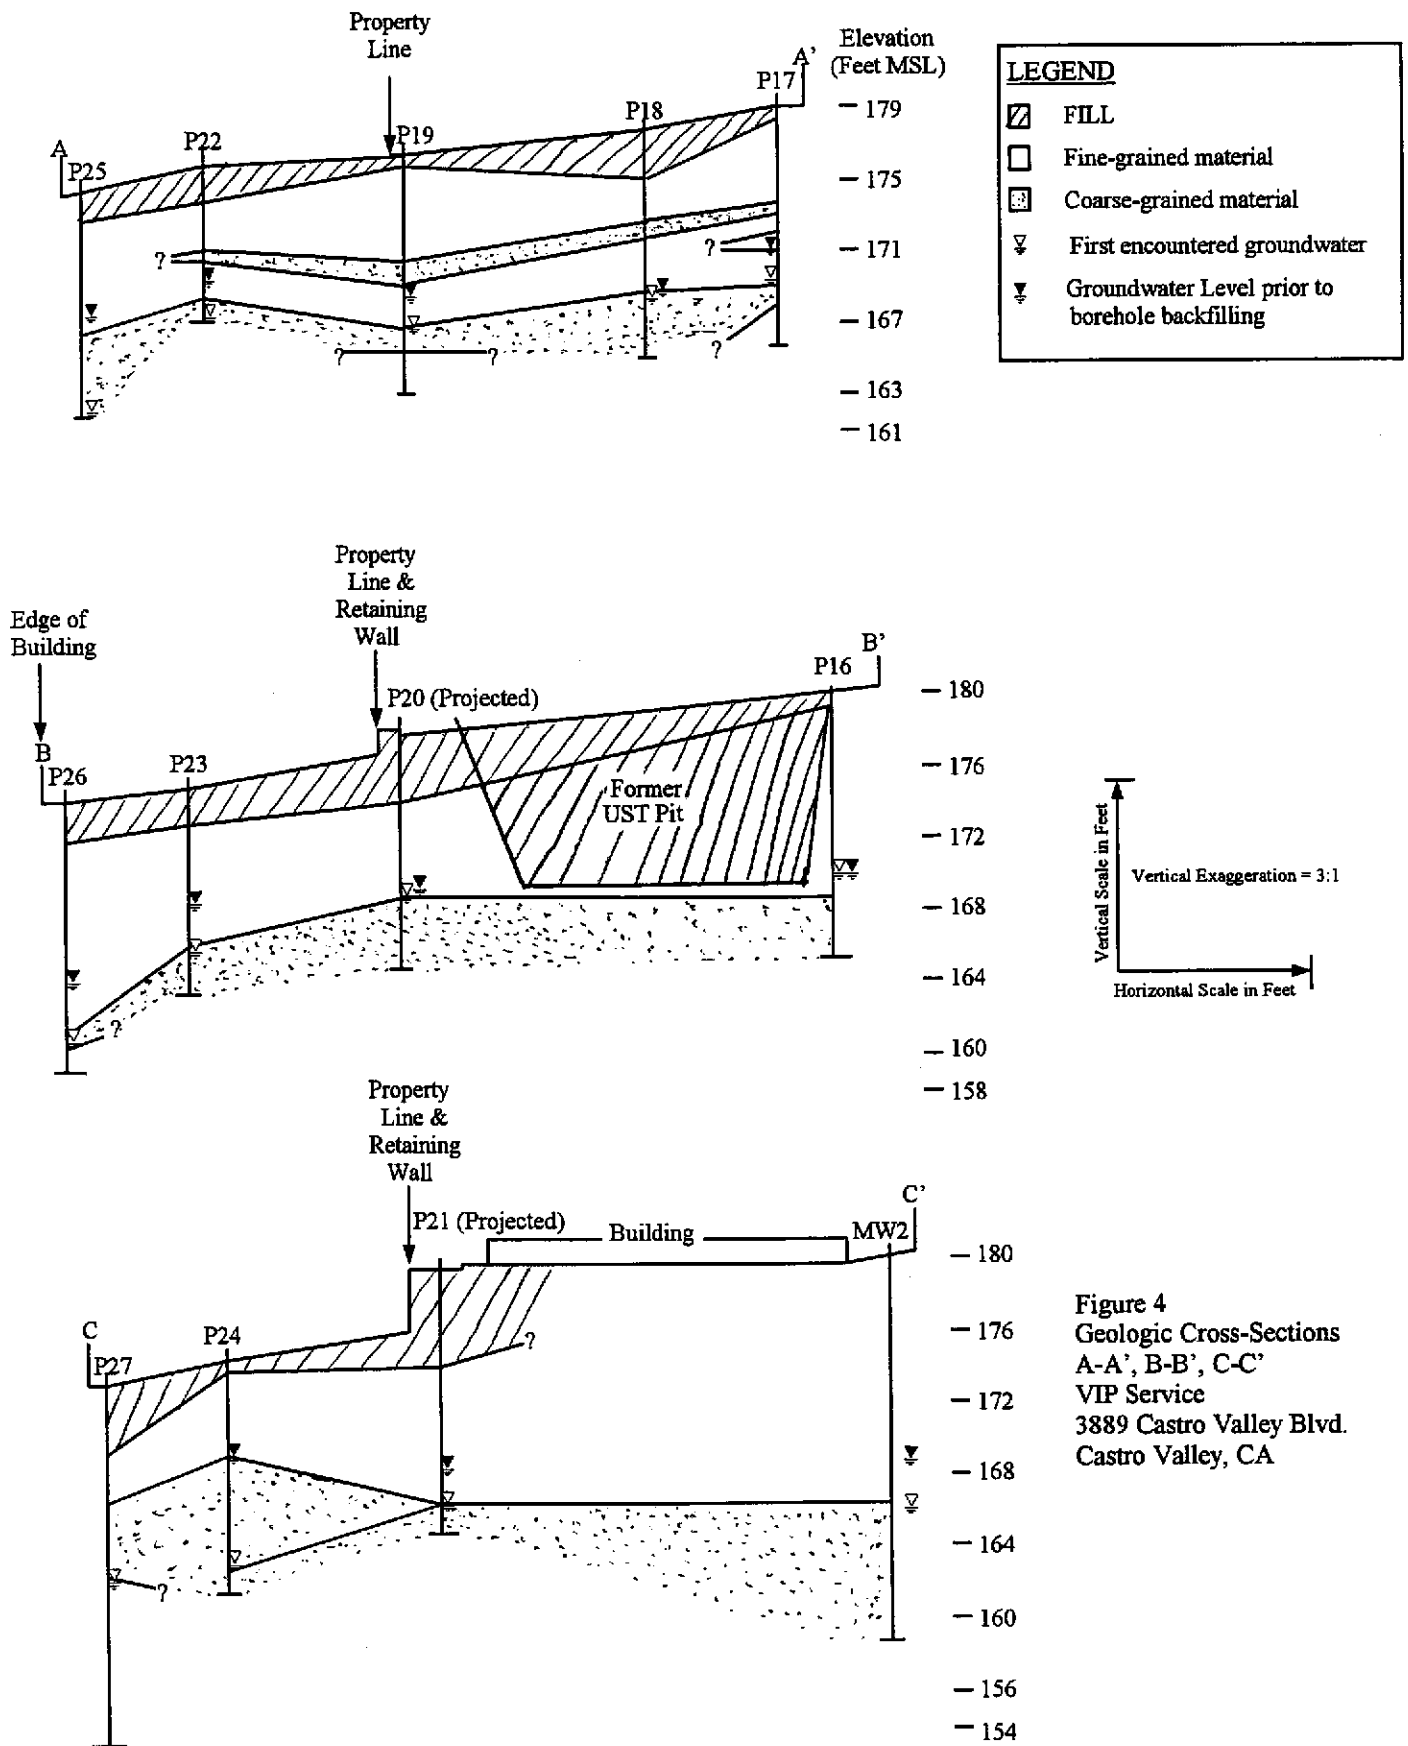 Property
Line
Elevation
(Feet MSL)
A
P25
P22
P19
P18
P17
A'
179
175
171
167
163
161
?
?
?
?
?
LEGEND
FILL
Fine-grained material
Coarse-grained material
First encountered groundwater
Groundwater Level prior to
borehole backfilling
Edge of
Building
Property
Line &
Retaining
Wall
B
P26
P23
P20 (Projected)
P16
B'
Former
UST Pit
?
180
176
172
168
164
160
158
Vertical Scale in Feet
Vertical Exaggeration = 3:1
Horizontal Scale in Feet
Property
Line &
Retaining
Wall
C
P27
P24
P21 (Projected)
Building
MW2
C'
?
?
180
176
172
168
164
160
156
154
Figure 4
Geologic Cross-Sections
A-A', B-B', C-C'
VIP Service
3889 Castro Valley Blvd.
Castro Valley, CA